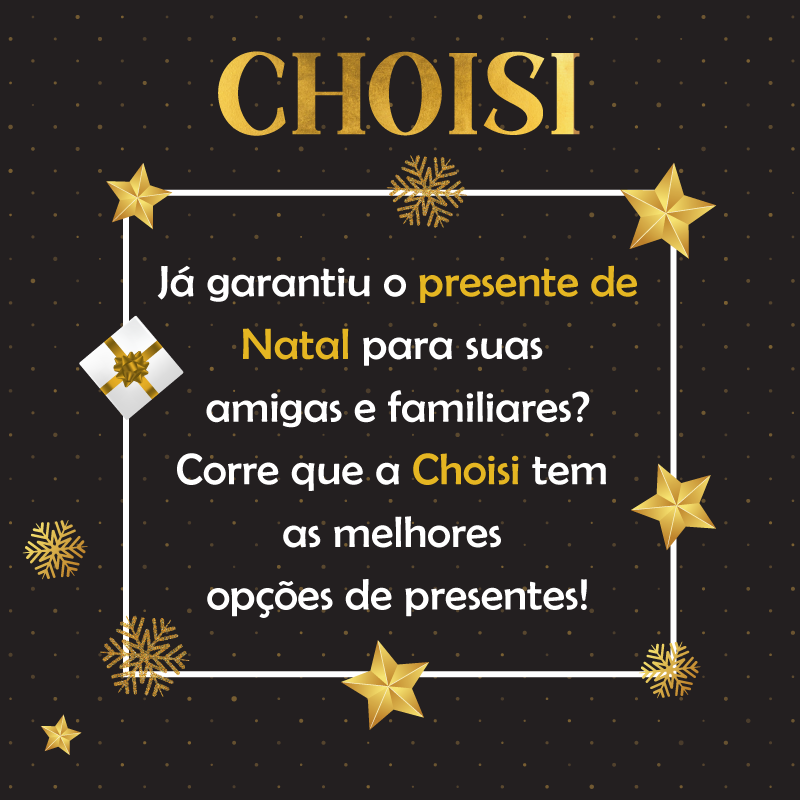 CHOISI
Já garantiu o presente de
Natal para suas
amigas e familiares?
Corre que a Choisi tem
as melhores
opções de presentes!